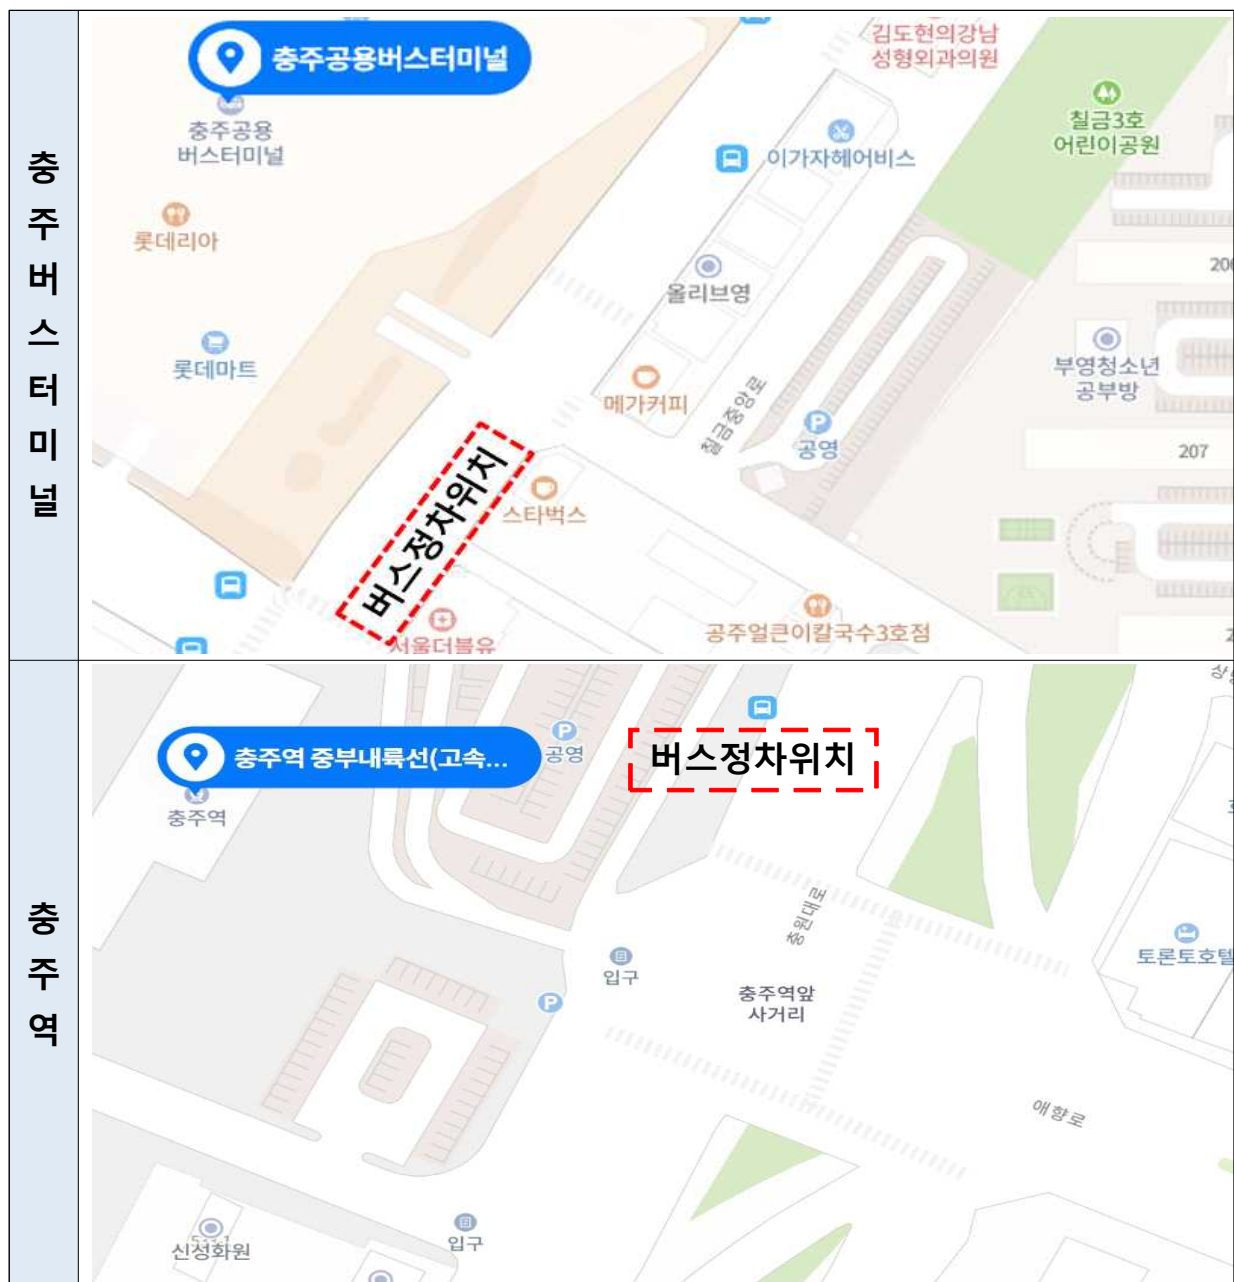 충
주
버
스
터
미
널
충주공용버스터미널
충주공용
버스터미널
롯데리아
롯데마트
김도현의강남
성형외과의원
이가자헤어비스
칠금3호
어린이공원
올리브영
부영청소년
공부방
메가커피
칠금중앙로
P
공영
207
스타벅스
버스정차위치
공주얼큰이칼국수3호점
서울더블유
충
주
역
충주역 중부내륙선(고속...
충주역
P
공영
버스정차위치
충원대로
입구
P
충주역앞
사거리
토론토호텔
애향로
신성화원
입구